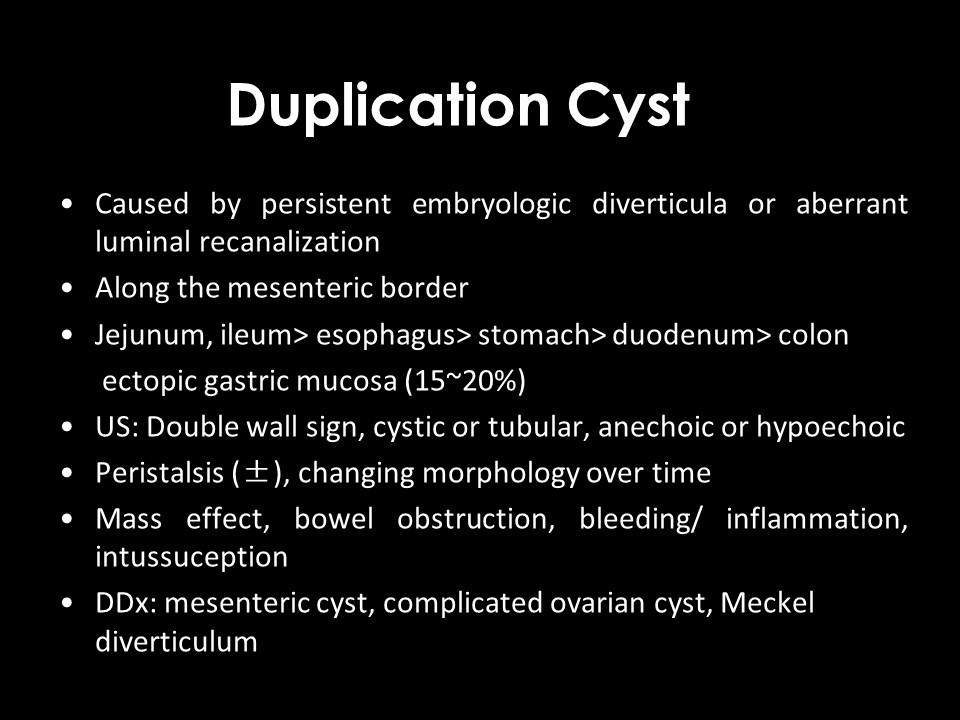 Duplication Cyst
• Caused by persistent embryologic diverticula or aberrant
luminal recanalization
• Along the mesenteric border
• Jejunum, ileum> esophagus> stomach> duodenum> colon
ectopic gastric mucosa (15~20%)
• US: Double wall sign, cystic or tubular, anechoic or hypoechoic
• Peristalsis (±), changing morphology over time
• Mass effect, bowel obstruction, bleeding/ inflammation,
intussuception
• DDx: mesenteric cyst, complicated ovarian cyst, Meckel
diverticulum